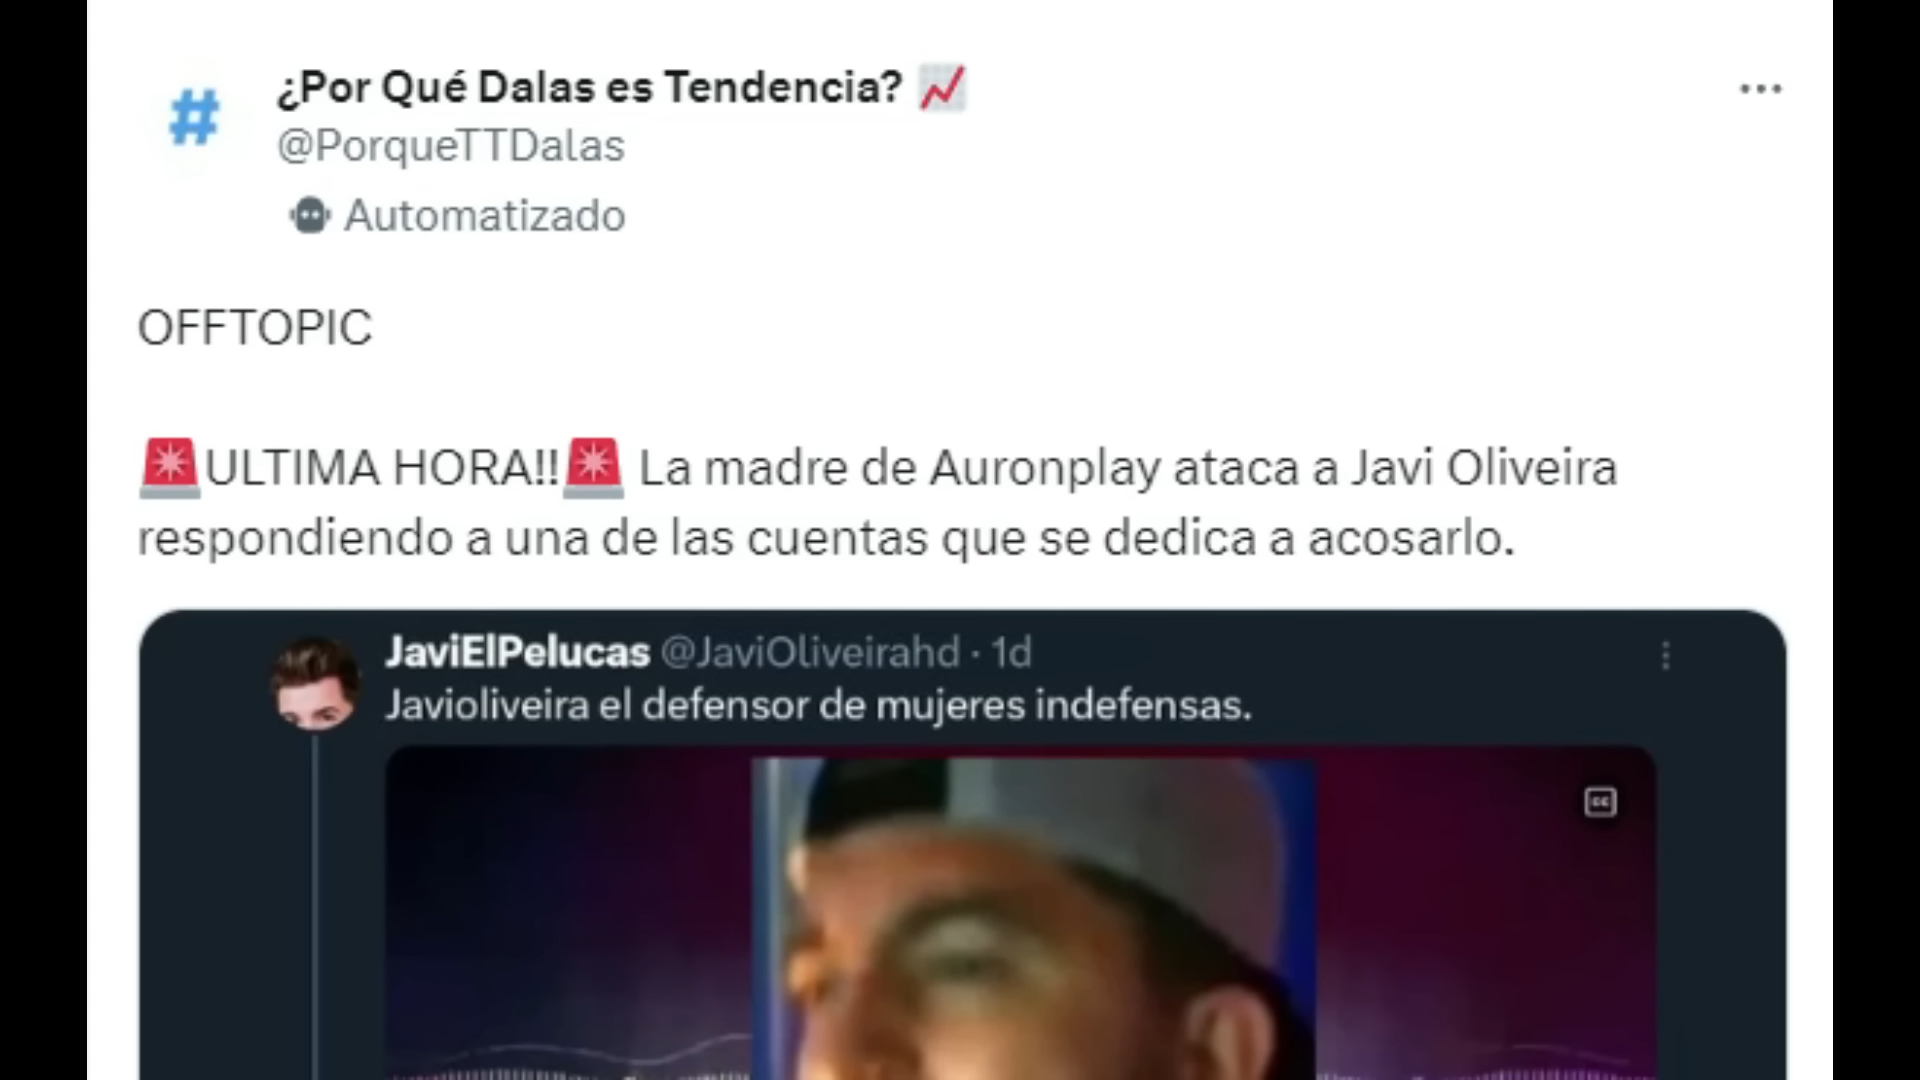 ¿Por Qué Dalas es Tendencia? 📈
@PorqueTTDalas
Automatizado
OFFTOPIC
🚨ULTIMA HORA!!🚨 La madre de Auronplay ataca a Javi Oliveira
respondiendo a una de las cuentas que se dedica a acosarlo.
JaviElPelucas @JaviOliveirahd · 1d
Javioliveira el defensor de mujeres indefensas.
CC